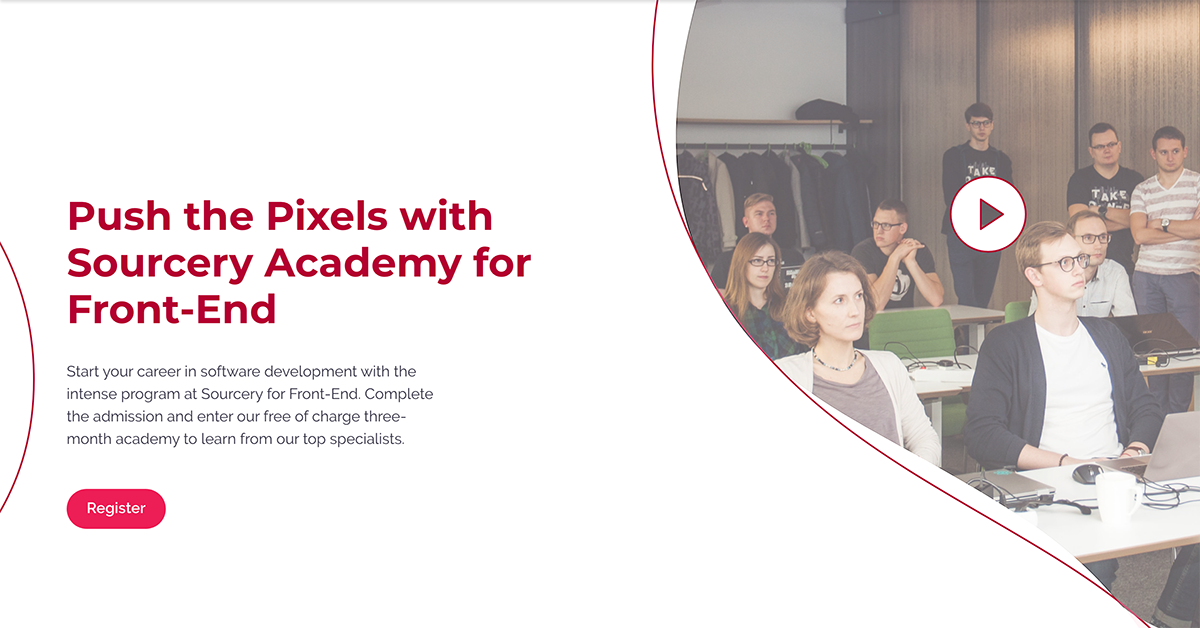 Push the Pixels with
Sourcery Academy for
Front-End
Start your career in software development with the
intense program at Sourcery for Front-End. Complete
the admission and enter our free of charge three-
month academy to learn from our top specialists.
Register
TAKE
TAKE